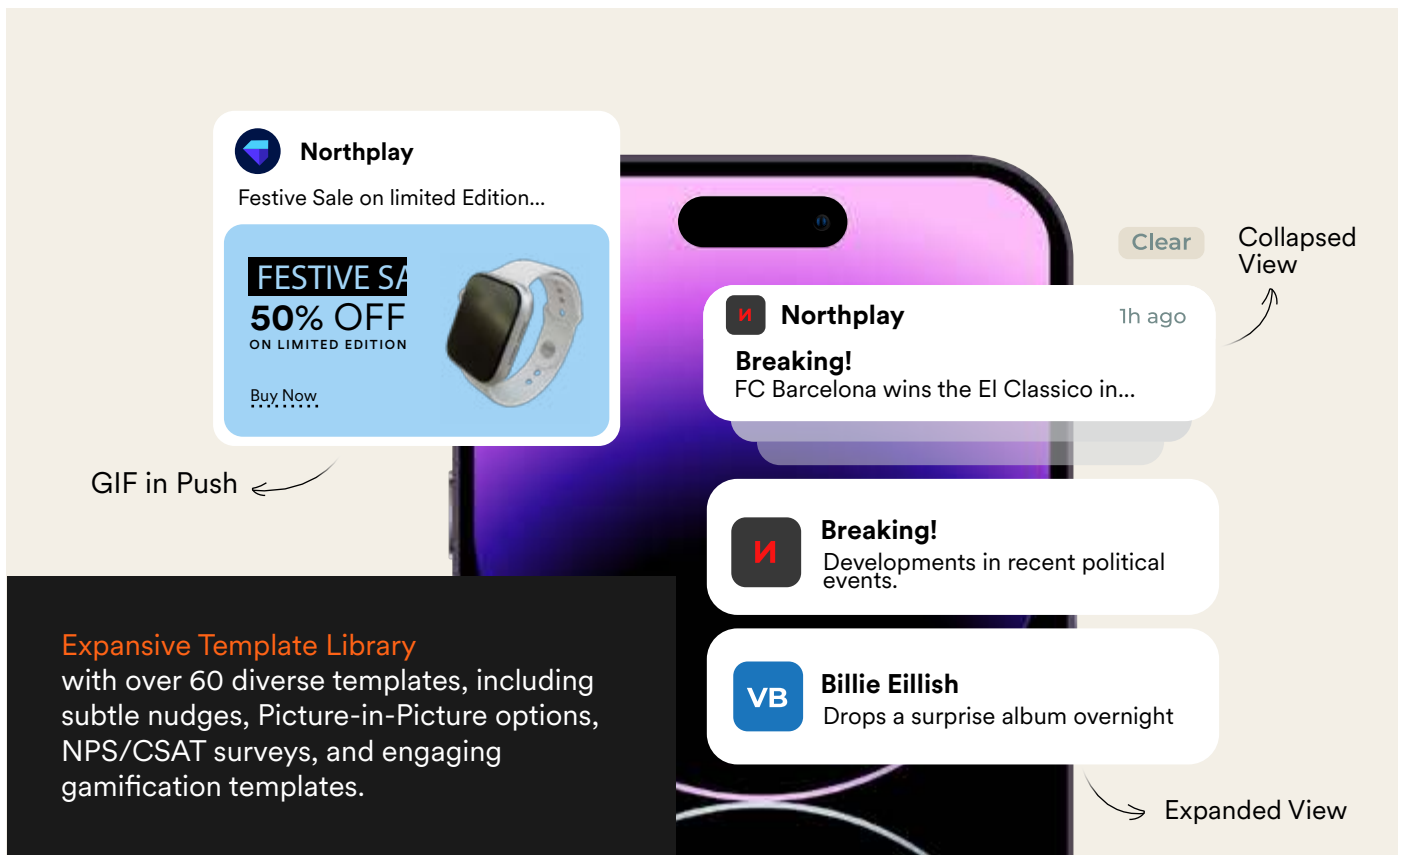 Northplay
Festive Sale on limited Edition...
FESTIVE SA
50% OFF
ON LIMITED EDITION
Buy Now
GIF in Push
Clear
Collapsed
View
Northplay
1h ago
Breaking!
FC Barcelona wins the El Classico in...
Breaking!
Developments in recent political
events.
VB
Billie Eillish
Drops a surprise album overnight
Expanded View
Expansive Template Library
with over 60 diverse templates, including
subtle nudges, Picture-in-Picture options,
NPS/CSAT surveys, and engaging
gamification templates.